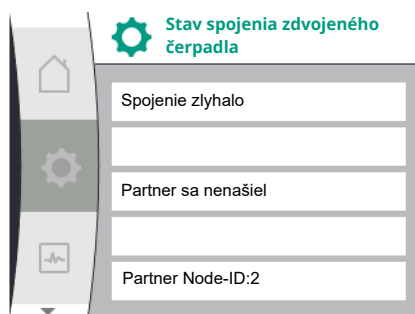 Stav spojenia zdvojeného
čerpadla
Spojenie zlyhalo
Partner sa nenašiel
Partner Node-ID:2